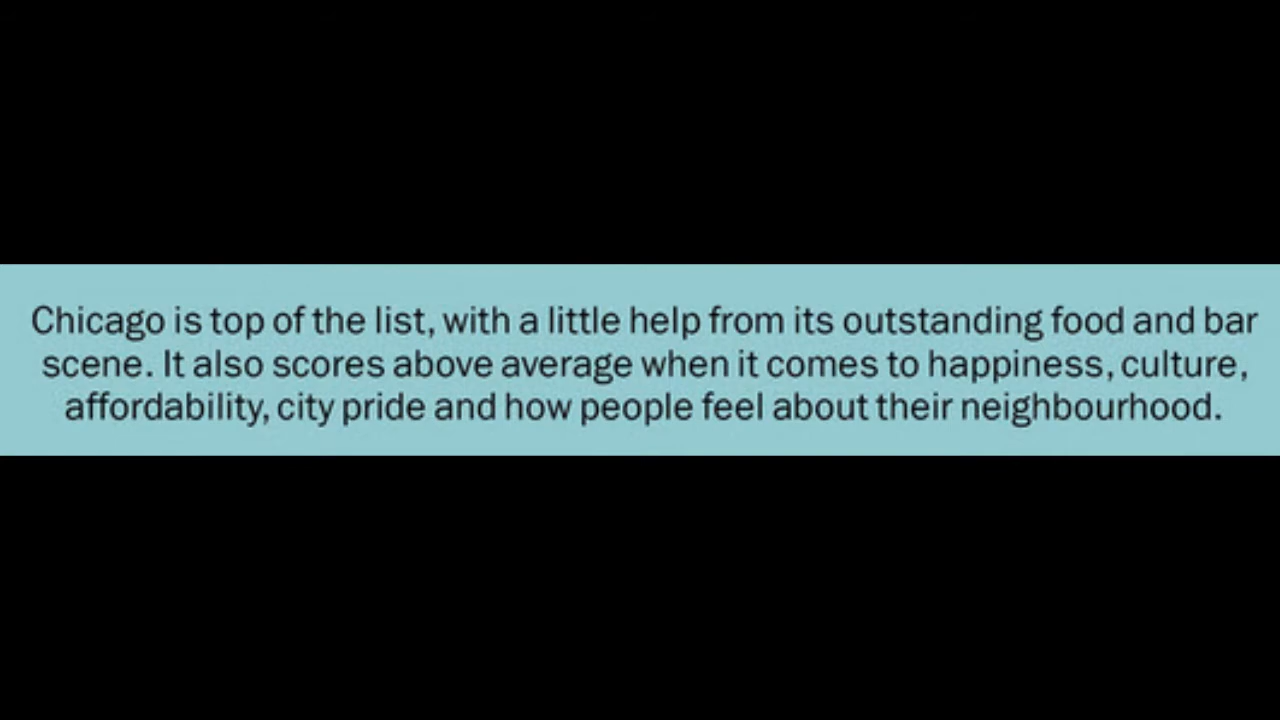 Chicago is top of the list, with a little help from its outstanding food and bar
scene. It also scores above average when it comes to happiness, culture,
affordability, city pride and how people feel about their neighbourhood.